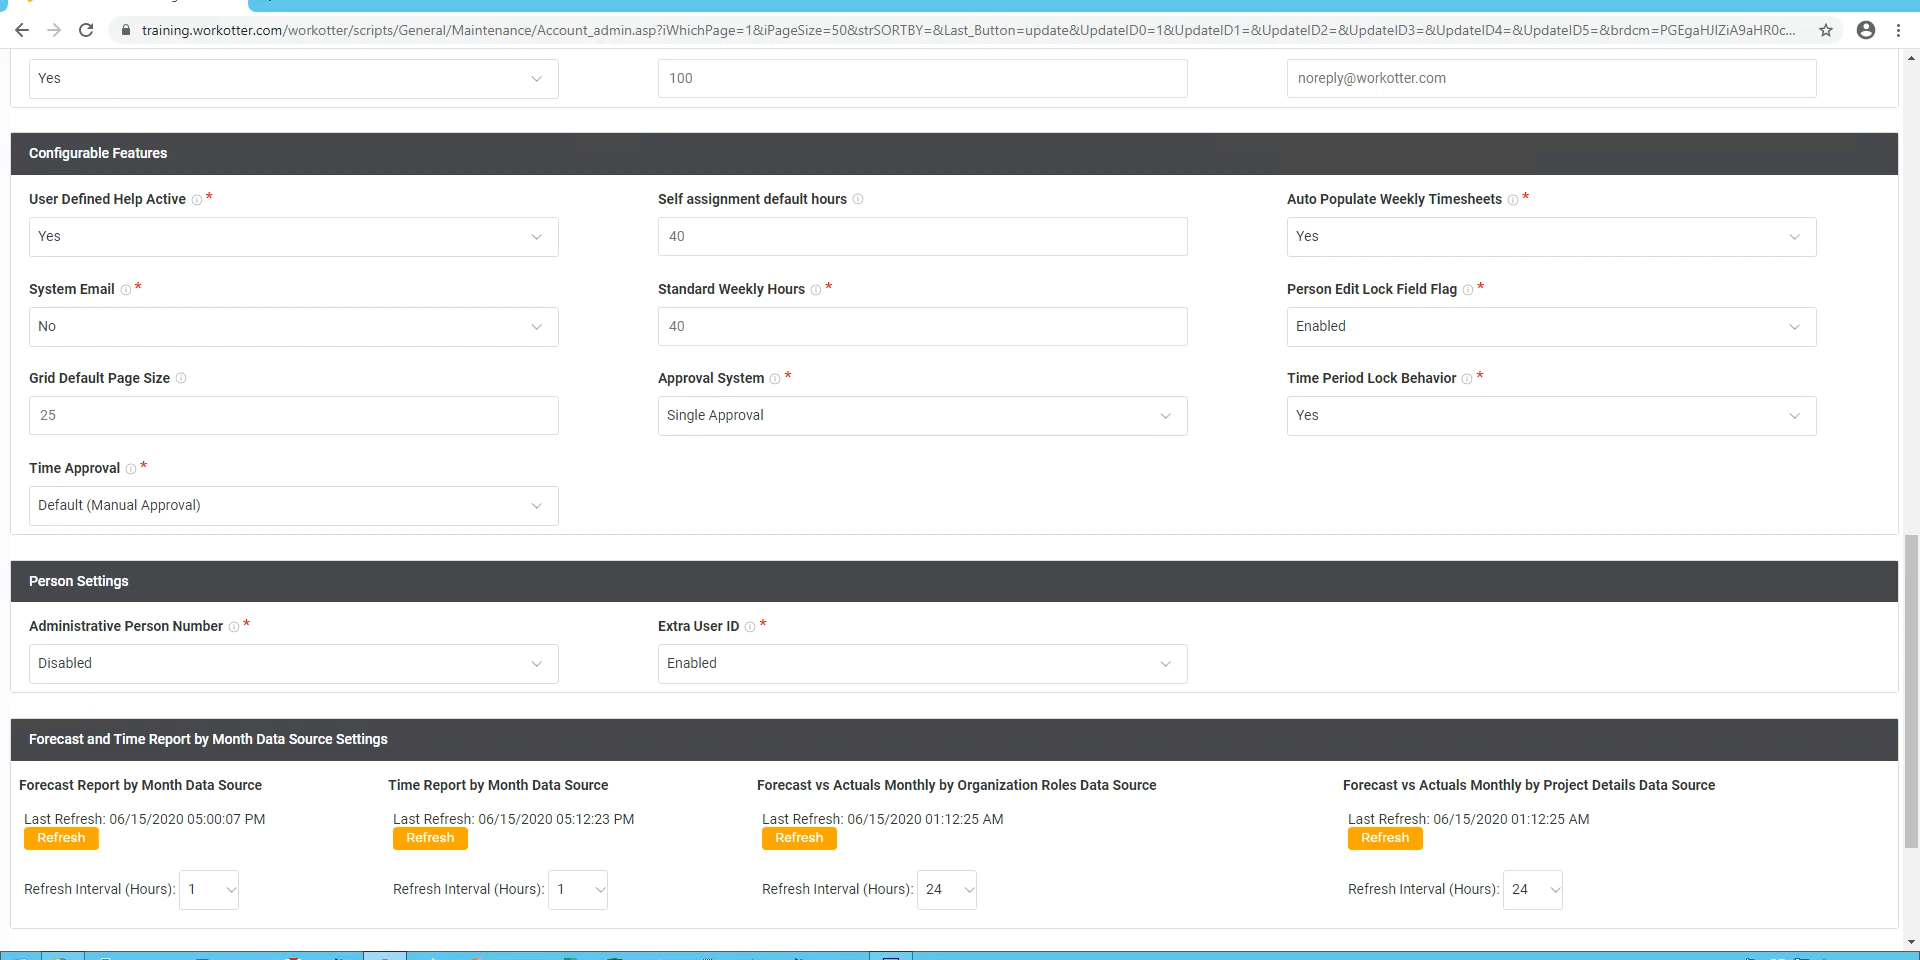 training.workotter.com/workotter/scripts/General/Maintenance/Account_admin.asp?iWhichPage=1&iPageSize=50&strSORTBY=&Last_Button=update&UpdateID0=1&UpdateID1=&UpdateID2=&UpdateID3=&UpdateID4=&UpdateID5=&brdcm=PGEgaHJlZiA9aHR0c...
Yes 100 noreply@workotter.com
Configurable Features
User Defined Help Active * Self assignment default hours Auto Populate Weekly Timesheets *
Yes 40 Yes
System Email * Standard Weekly Hours * Person Edit Lock Field Flag *
No 40 Enabled
Grid Default Page Size Approval System * Time Period Lock Behavior *
25 Single Approval Yes
Time Approval *
Default (Manual Approval)
Person Settings
Administrative Person Number * Extra User ID *
Disabled Enabled
Forecast and Time Report by Month Data Source Settings
Forecast Report by Month Data Source Time Report by Month Data Source Forecast vs Actuals Monthly by Organization Roles Data Source Forecast vs Actuals Monthly by Project Details Data Source
Last Refresh: 06/15/2020 05:00:07 PM Last Refresh: 06/15/2020 05:12:23 PM Last Refresh: 06/15/2020 01:12:25 AM Last Refresh: 06/15/2020 01:12:25 AM
Refresh Refresh Refresh Refresh
Refresh Interval (Hours): 1 Refresh Interval (Hours): 1 Refresh Interval (Hours): 24 Refresh Interval (Hours): 24